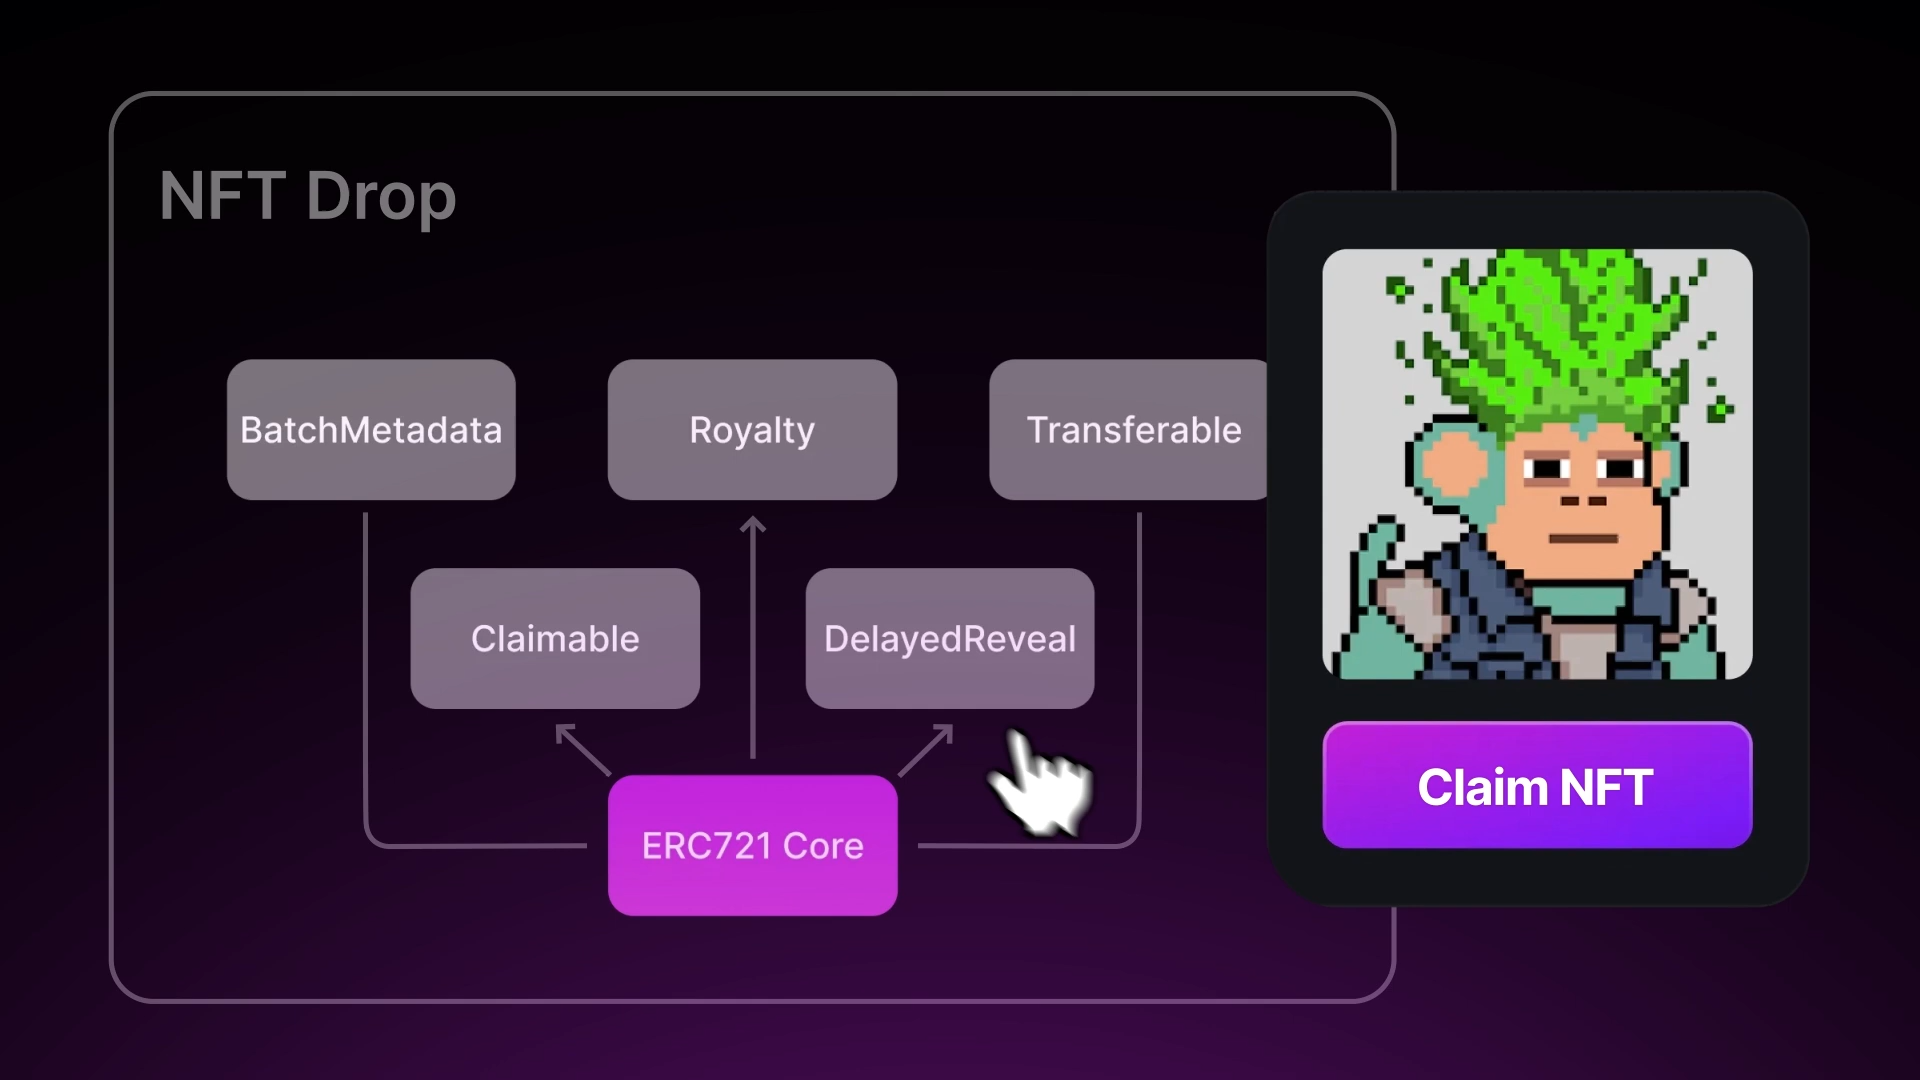 NFT Drop
BatchMetadata
Royalty
Transferable
Claimable
DelayedReveal
ERC721 Core
Claim NFT